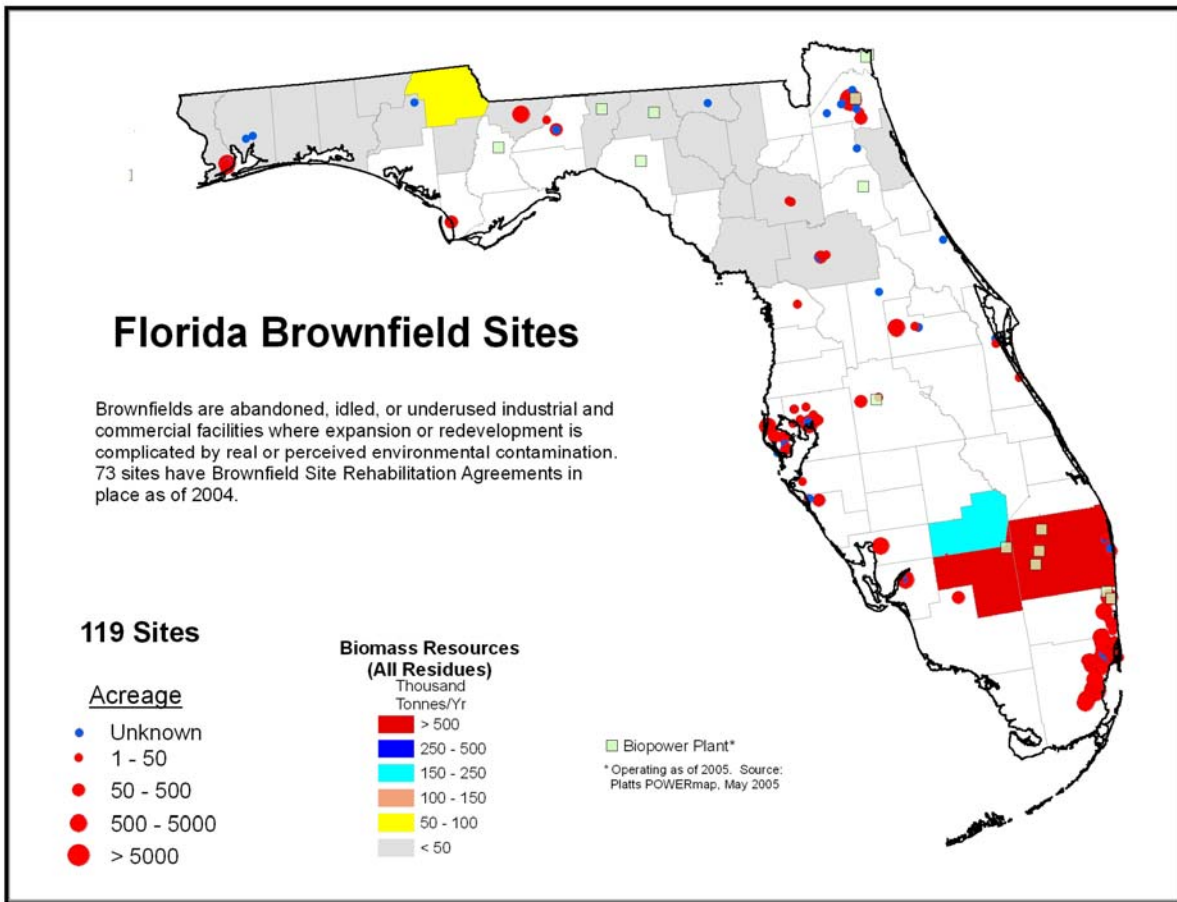 Florida Brownfield Sites
Brownfields are abandoned, idled, or underused industrial and
commercial facilities where expansion or redevelopment is
complicated by real or perceived environmental contamination.
73 sites have Brownfield Site Rehabilitation Agreements in
place as of 2004.
119 Sites
Acreage
Unknown
1 - 50
50 - 500
500 - 5000
> 5000
Biomass Resources
(All Residues)
Thousand
Tonnes/Yr
> 500
250 - 500
150 - 250
100 - 150
50 - 100
< 50
Biopower Plant*
* Operating as of 2005. Source:
Platts POWERmap, May 2005